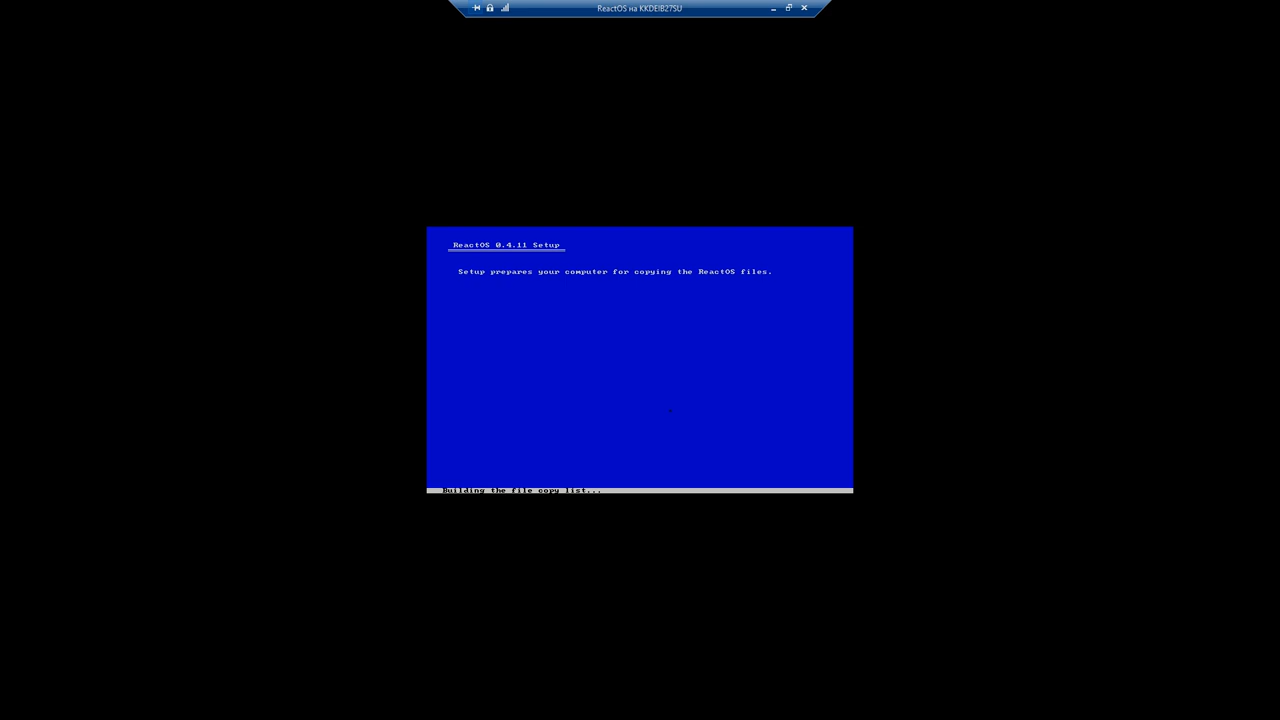 ReactOS на KKDEIB27SU
ReactOS 0.4.11 Setup
Setup prepares your computer for copying the ReactOS files.
Building the file copy list...